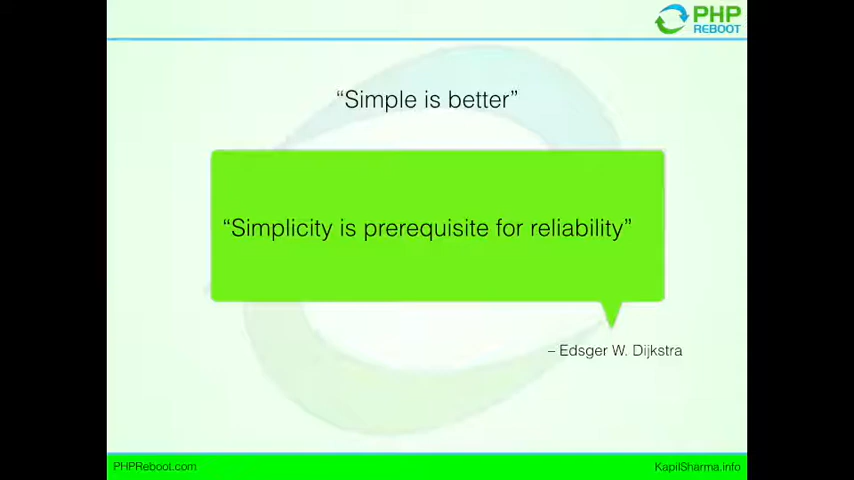 PHP
REBOOT
“Simple is better”
“Simplicity is prerequisite for reliability”
– Edsger W. Dijkstra
PHPReboot.com
KapilSharma.info